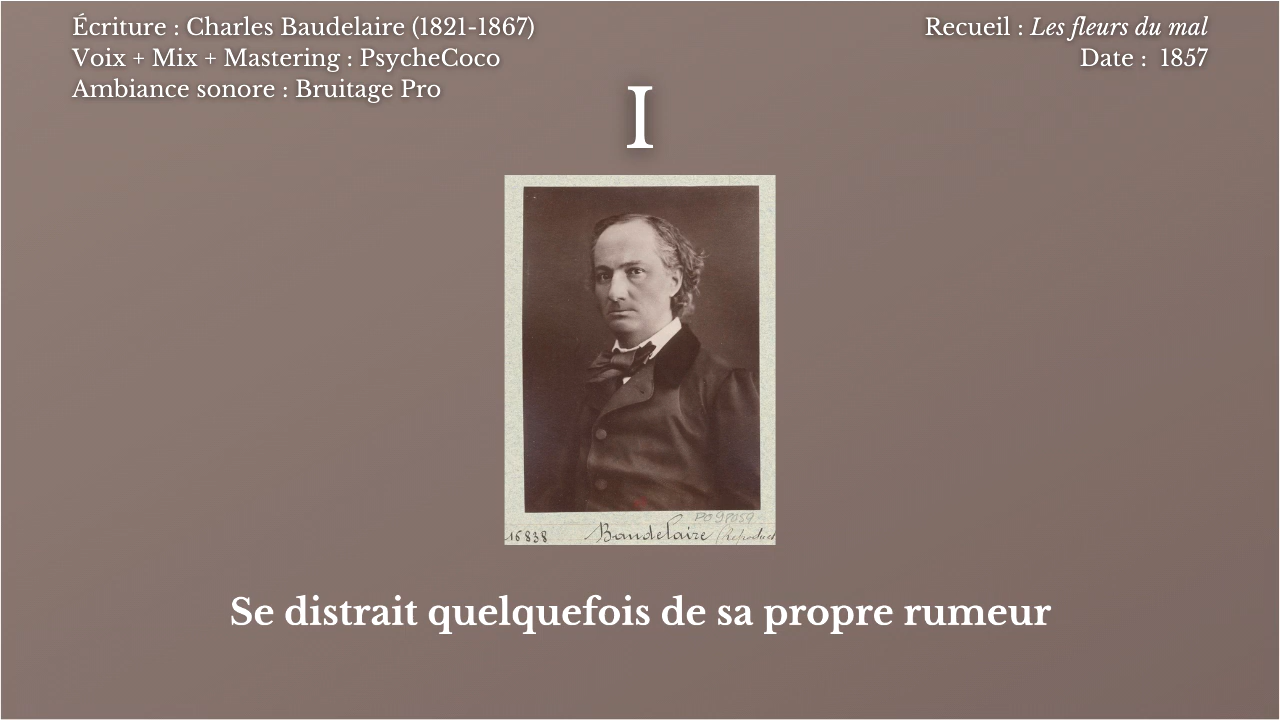 Écriture : Charles Baudelaire (1821-1867)
Voix + Mix + Mastering : PsycheCoco
Ambiance sonore : Bruitage Pro
Recueil : Les fleurs du mal
Date :  1857
I
16838
Baudelaire
Se distrait quelquefois de sa propre rumeur